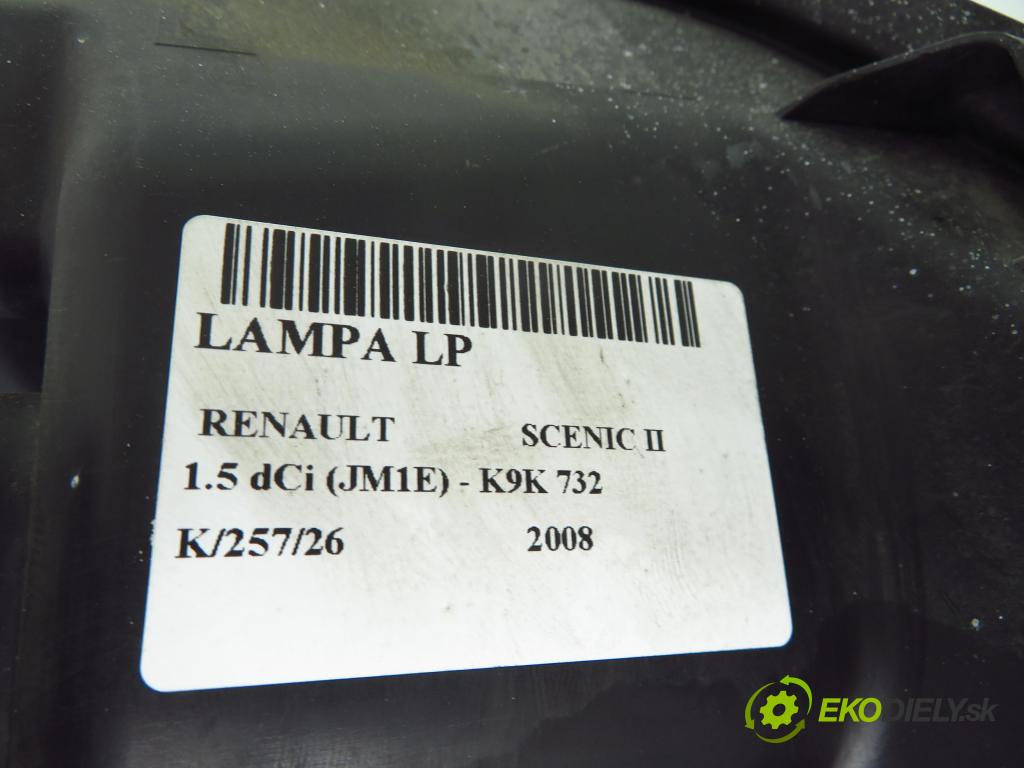 LAMPA LP
RENAULT SCENIC II
1.5 dCi (JM1E) - K9K 732
K/257/26 2008
EKODIELY.sk